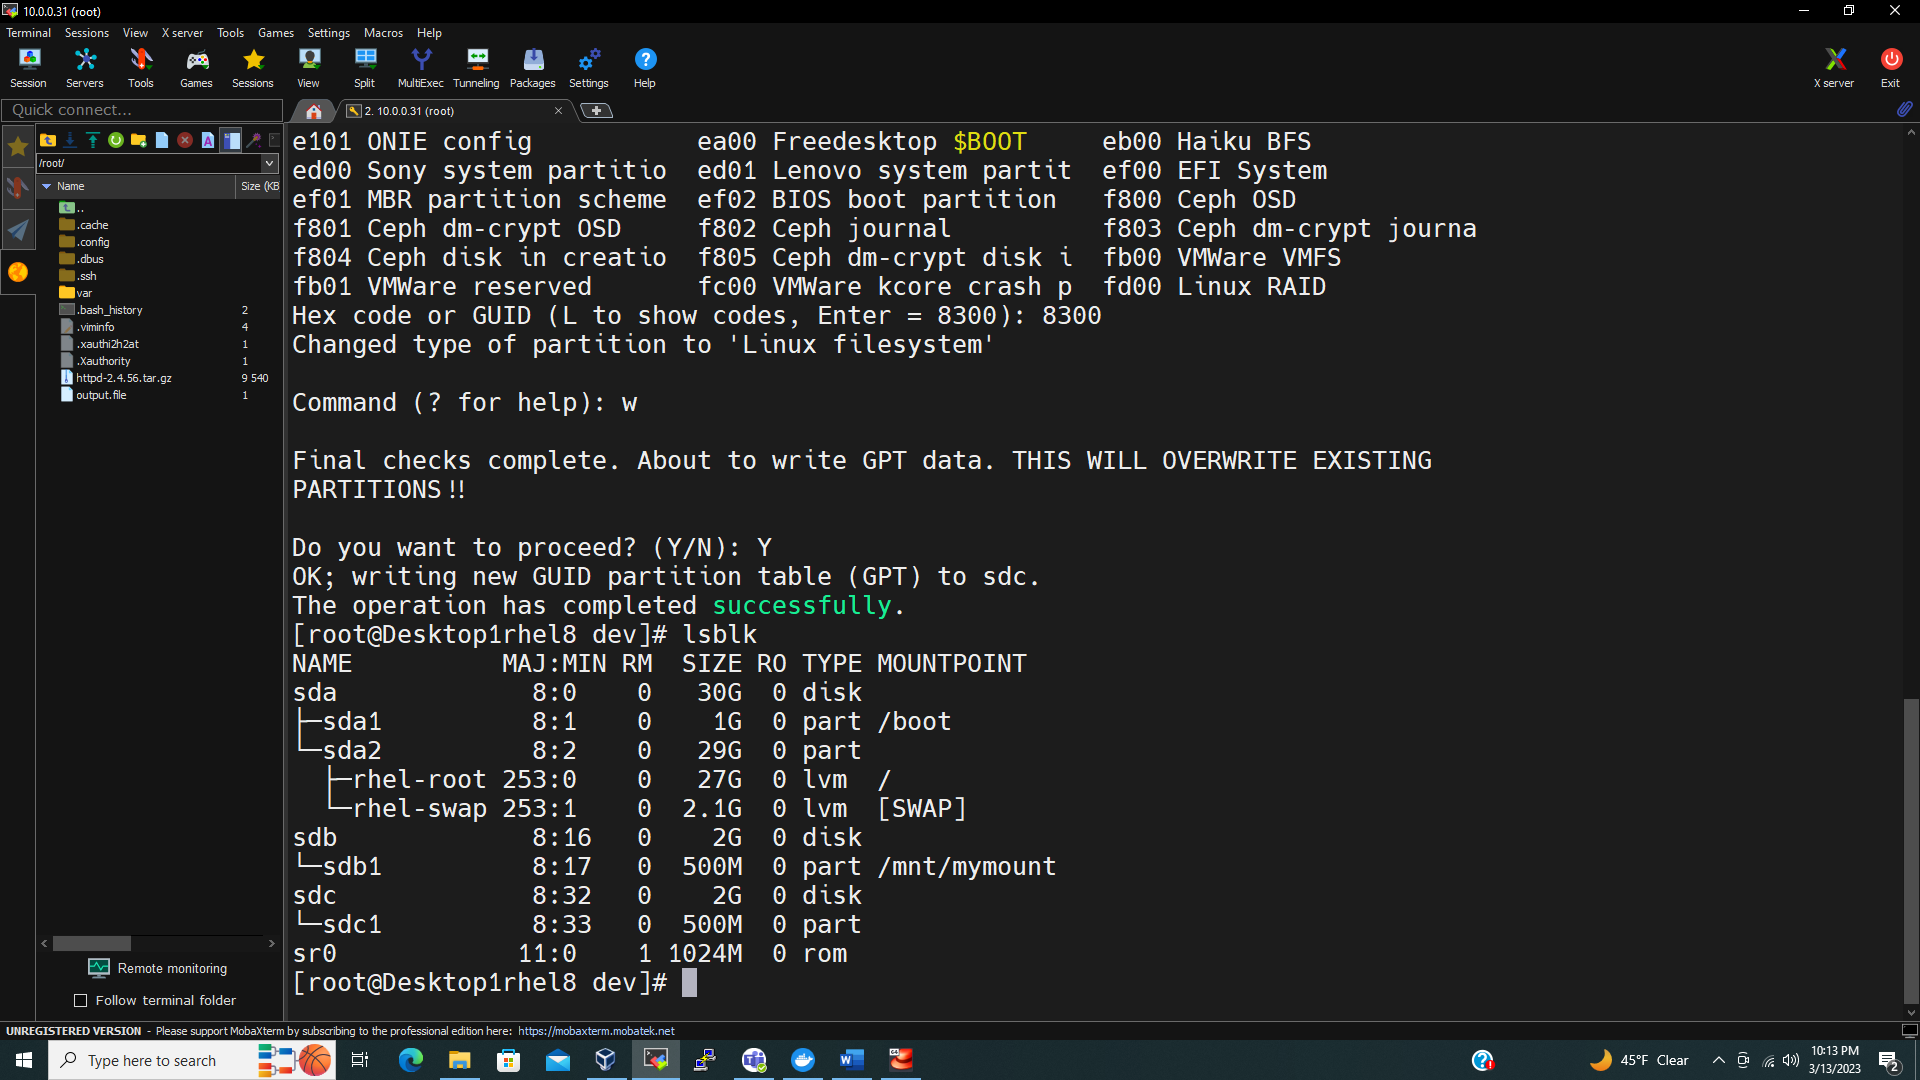 10.0.0.31 (root)
Terminal Sessions View X server Tools Games Settings Macros Help
Session Servers Tools Games Sessions View Split MultiExec Tunneling Packages Settings Help X server Exit
Quick connect... 2. 10.0.0.31 (root)
/root/
Name Size (KB
..
.cache
.config
.dbus
.ssh
var
.bash_history 2
.viminfo 4
.xauthi2h2at 1
.Xauthority 1
httpd-2.4.56.tar.gz 9 540
output.file 1
Remote monitoring
Follow terminal folder
e101 ONIE config ea00 Freedesktop $BOOT eb00 Haiku BFS
ed00 Sony system partitio ed01 Lenovo system partit ef00 EFI System
ef01 MBR partition scheme ef02 BIOS boot partition f800 Ceph OSD
f801 Ceph dm-crypt OSD f802 Ceph journal f803 Ceph dm-crypt journa
f804 Ceph disk in creatio f805 Ceph dm-crypt disk i fb00 VMWare VMFS
fb01 VMWare reserved fc00 VMWare kcore crash p fd00 Linux RAID
Hex code or GUID (L to show codes, Enter = 8300): 8300
Changed type of partition to 'Linux filesystem'
Command (? for help): w
Final checks complete. About to write GPT data. THIS WILL OVERWRITE EXISTING
PARTITIONS!!
Do you want to proceed? (Y/N): Y
OK; writing new GUID partition table (GPT) to sdc.
The operation has completed successfully.
[root@Desktop1rhel8 dev]# lsblk
NAME MAJ:MIN RM SIZE RO TYPE MOUNTPOINT
sda 8:0 0 30G 0 disk
├─sda1 8:1 0 1G 0 part /boot
└─sda2 8:2 0 29G 0 part
├─rhel-root 253:0 0 27G 0 lvm /
└─rhel-swap 253:1 0 2.1G 0 lvm [SWAP]
sdb 8:16 0 2G 0 disk
└─sdb1 8:17 0 500M 0 part /mnt/mymount
sdc 8:32 0 2G 0 disk
└─sdc1 8:33 0 500M 0 part
sr0 11:0 1 1024M 0 rom
[root@Desktop1rhel8 dev]#
UNREGISTERED VERSION - Please support MobaXterm by subscribing to the professional edition here: https://mobaxterm.mobatek.net
Type here to search
45°F Clear
10:13 PM
3/13/2023
2